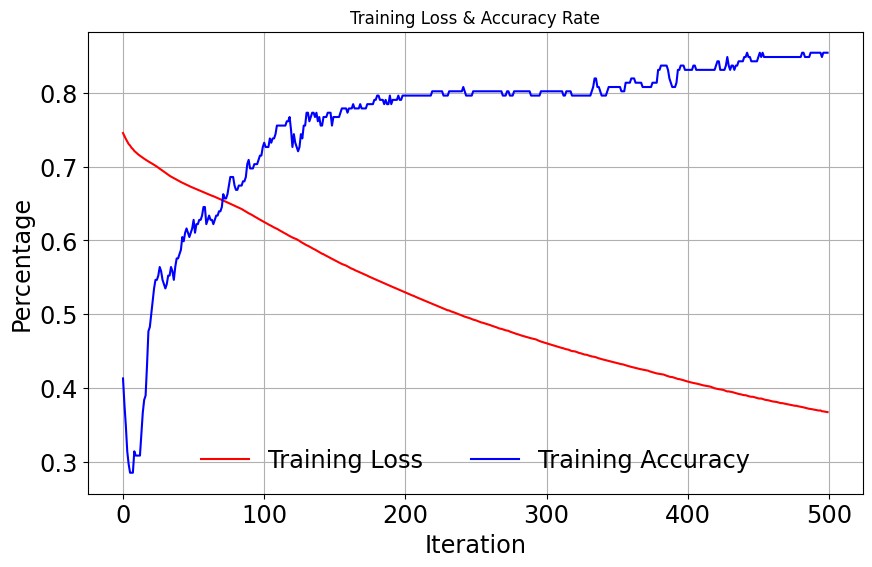 Training Loss & Accuracy Rate
Percentage
0.8
0.7
0.6
0.5
0.4
0.3
Training Loss
Training Accuracy
0 100 200 300 400 500
Iteration